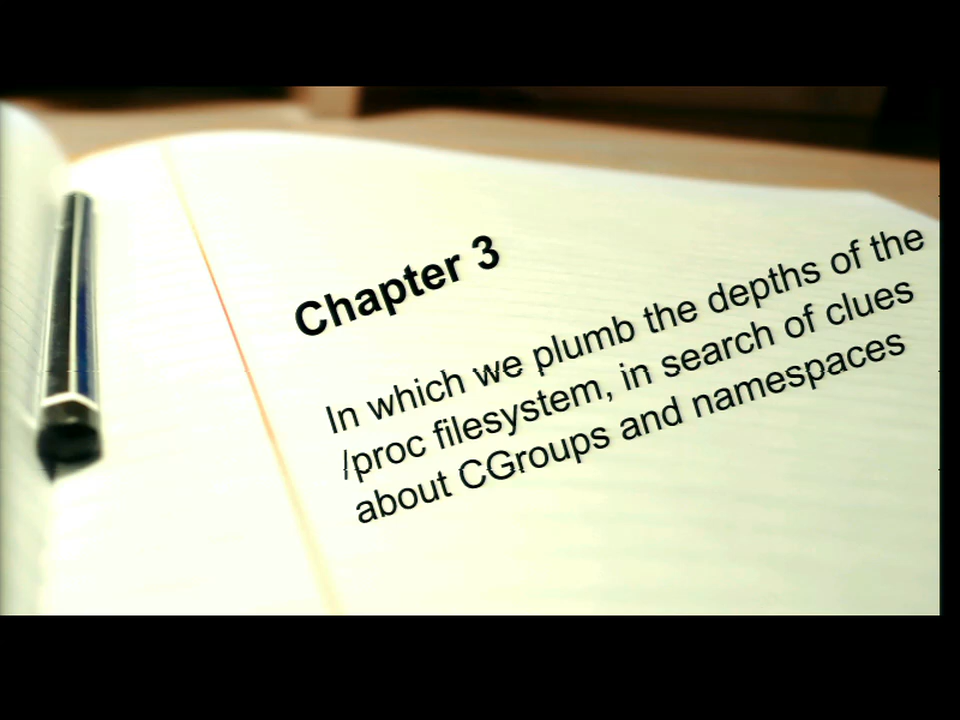 Chapter 3
In which we plumb the depths of the
/proc filesystem, in search of clues
about CGroups and namespaces